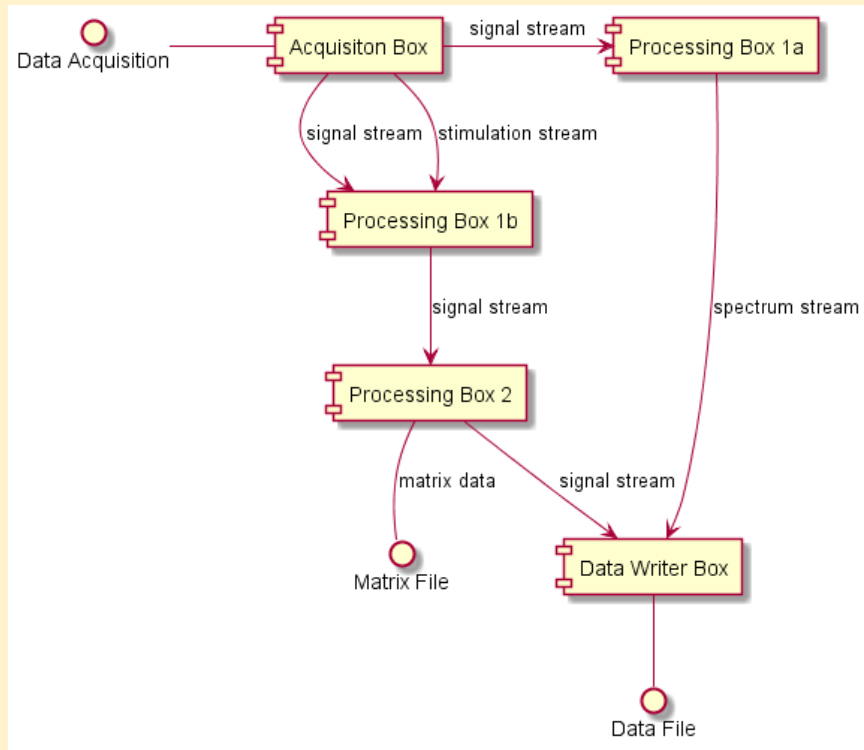 signal stream
Data Acquisition
Acquisiton Box
Processing Box 1a
signal stream
stimulation stream
Processing Box 1b
signal stream
spectrum stream
Processing Box 2
matrix data
signal stream
Matrix File
Data Writer Box
Data File